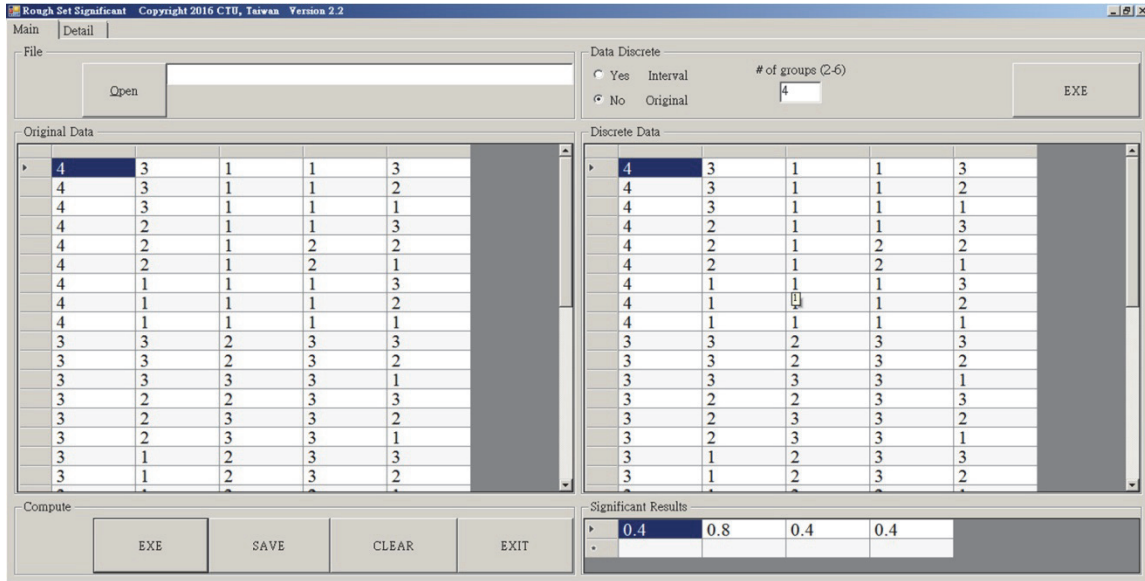 Rough Set Significant Copyright 2016 CTU, Taiwan Version 2.2
Main Detail
File
Open
Data Discrete
Yes Interval
No Original
# of groups (2-6)
4
EXE
Original Data
4 3 1 1 3
4 3 1 1 2
4 3 1 1 1
4 2 1 1 3
4 2 1 2 2
4 2 1 2 1
4 1 1 1 3
4 1 1 1 2
4 1 1 1 1
3 3 2 3 3
3 3 2 3 2
3 3 3 3 1
3 2 2 3 3
3 2 3 3 2
3 2 3 3 1
3 1 2 3 3
3 1 2 3 2
Discrete Data
4 3 1 1 3
4 3 1 1 2
4 3 1 1 1
4 2 1 1 3
4 2 1 2 2
4 2 1 2 1
4 1 1 1 3
4 1 1 1 2
4 1 1 1 1
3 3 2 3 3
3 3 2 3 2
3 3 3 3 1
3 2 2 3 3
3 2 3 3 2
3 2 3 3 1
3 1 2 3 3
3 1 2 3 2
Compute
EXE SAVE CLEAR EXIT
Significant Results
0.4 0.8 0.4 0.4